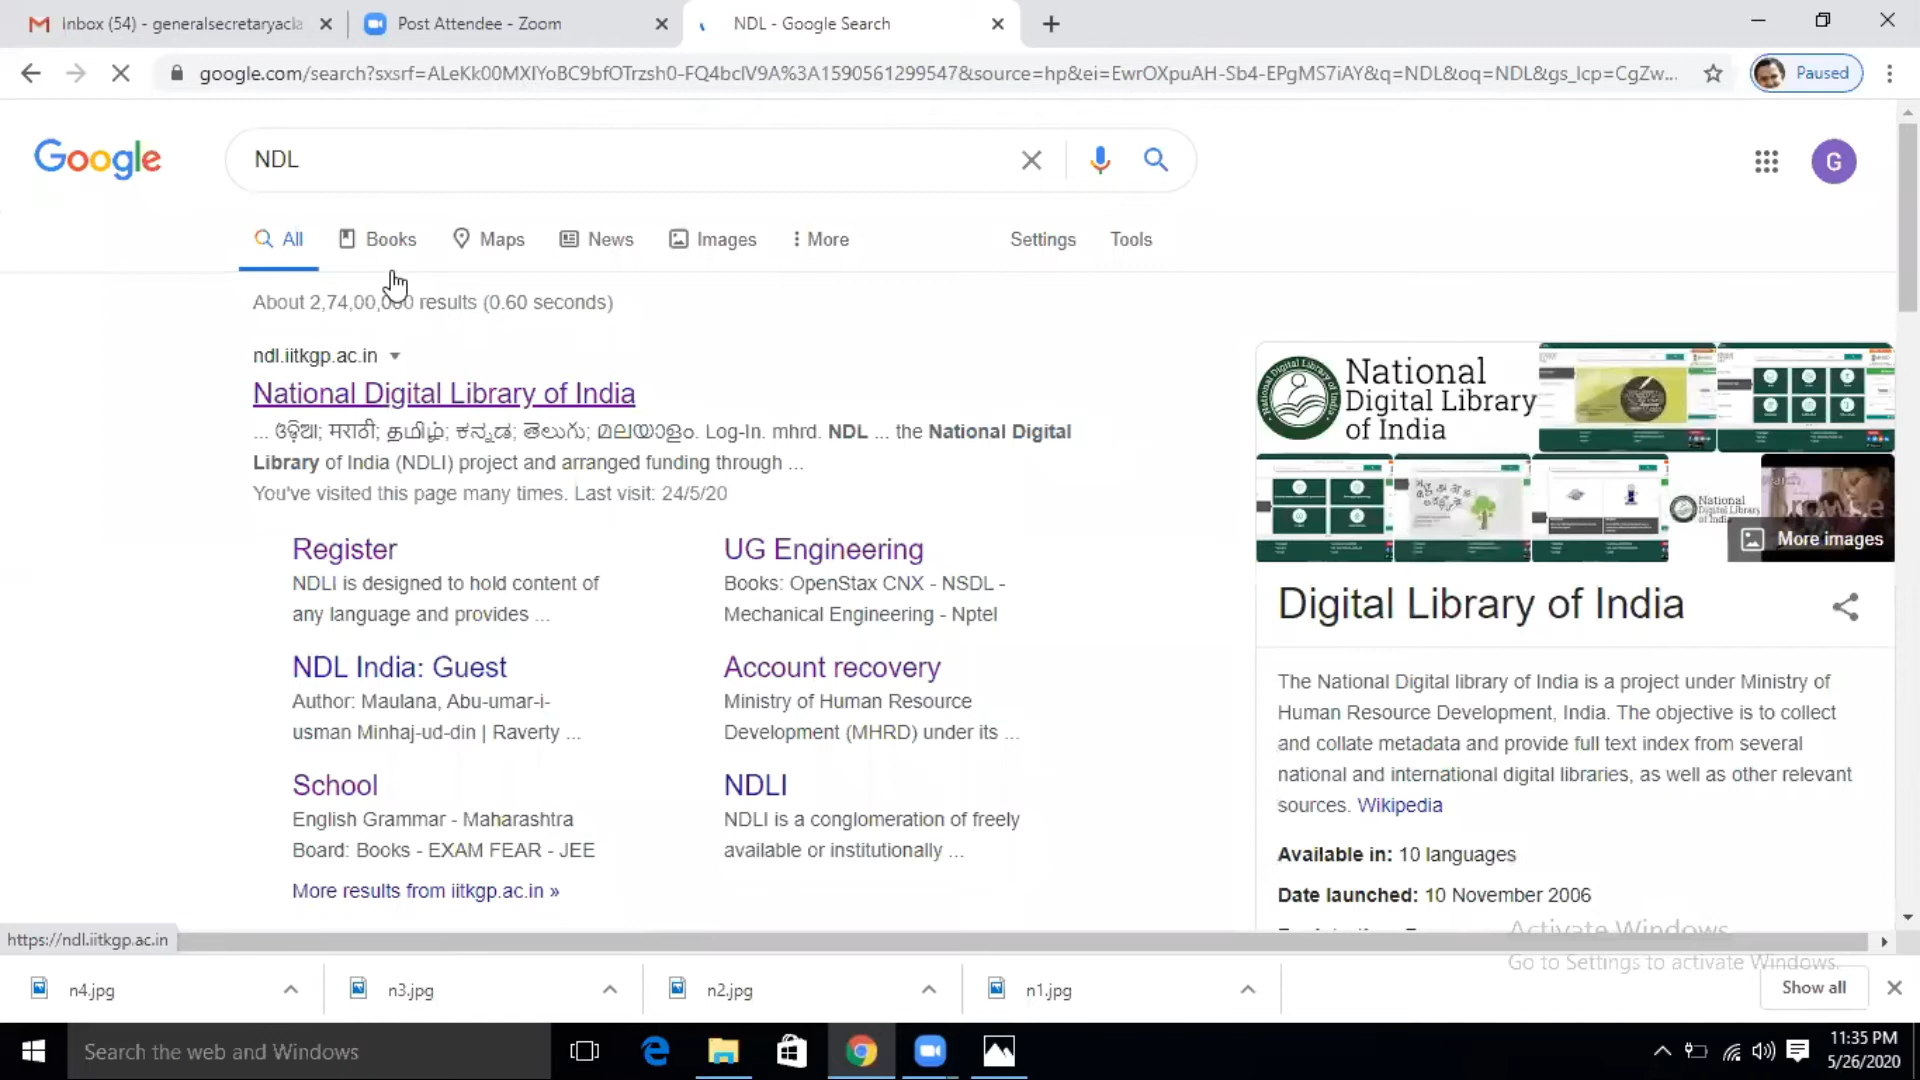 Inbox (54) - generalsecretaryacla
Post Attendee - Zoom
NDL - Google Search
google.com/search?sxsrf=ALeKk00MXIYoBC9bfOTrzsh0-FQ4bclV9A%3A1590561299547&source=hp&ei=EwrOXpuAH-Sb4-EPgMS7iAY&q=NDL&oq=NDL&gs_lcp=CgZw...
Paused
Google
NDL
G
All
Books
Maps
News
Images
More
Settings
Tools
About 2,74,00,000 results (0.60 seconds)
ndl.iitkgp.ac.in
National Digital Library of India
... ଓଡ଼ିଆ; मराठी; தமிழ்; ಕನ್ನಡ; తెలుగు; മലയാളം. Log-In. mhrd. NDL ... the National Digital
Library of India (NDLI) project and arranged funding through ...
You've visited this page many times. Last visit: 24/5/20
Register
NDLI is designed to hold content of
any language and provides ...
UG Engineering
Books: OpenStax CNX - NSDL -
Mechanical Engineering - Nptel
NDL India: Guest
Author: Maulana, Abu-umar-i-
usman Minhaj-ud-din | Raverty ...
Account recovery
Ministry of Human Resource
Development (MHRD) under its ...
School
English Grammar - Maharashtra
Board: Books - EXAM FEAR - JEE
NDLI
NDLI is a conglomeration of freely
available or institutionally ...
More results from iitkgp.ac.in »
National
Digital Library
of India
National
Digital Library
of India
More images
Digital Library of India
The National Digital library of India is a project under Ministry of
Human Resource Development, India. The objective is to collect
and collate metadata and provide full text index from several
national and international digital libraries, as well as other relevant
sources. Wikipedia
Available in: 10 languages
Date launched: 10 November 2006
Activate Windows
Go to Settings to activate Windows.
https://ndl.iitkgp.ac.in
n4.jpg
n3.jpg
n2.jpg
n1.jpg
Show all
Search the web and Windows
11:35 PM
5/26/2020